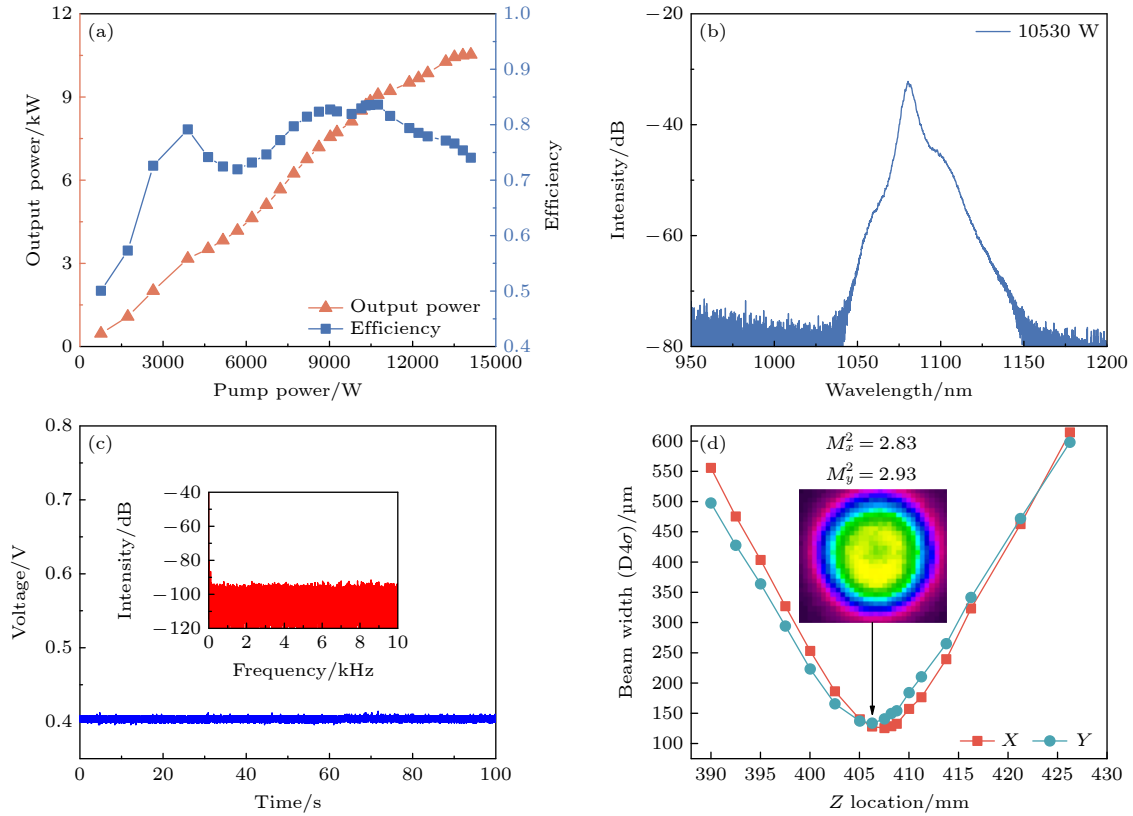 (a)
Output power/kW
12
9
6
3
0
1.0
0.9
0.8
0.7
0.6
0.5
0.4
Efficiency
Output power
Efficiency
0 3000 6000 9000 12000 15000
Pump power/W
(b)
10530 W
Intensity/dB
−20
−40
−60
−80
950 1000 1050 1100 1150 1200
Wavelength/nm
(c)
Voltage/V
0.8
0.7
0.6
0.5
0.4
Intensity/dB
−40
−60
−80
−100
−120
0 2 4 6 8 10
Frequency/kHz
0 20 40 60 80 100
Time/s
(d)
M_x^2 = 2.83
M_y^2 = 2.93
Beam width (D4σ)/μm
600
550
500
450
400
350
300
250
200
150
100
X Y
390 395 400 405 410 415 420 425 430
Z location/mm